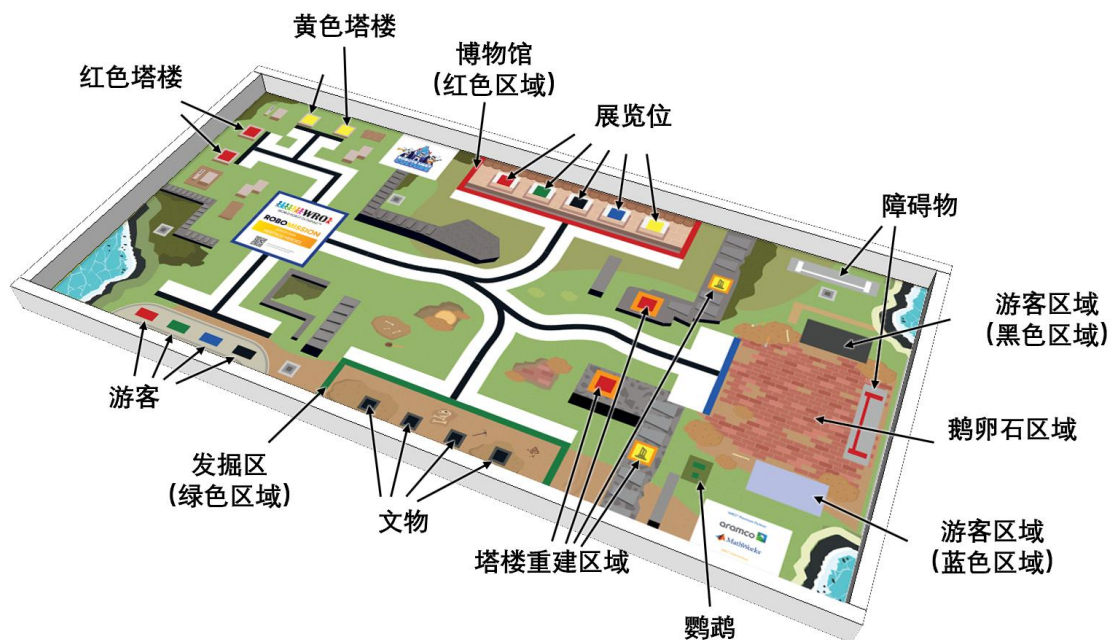 黄色塔楼
红色塔楼
博物馆
(红色区域)
展览位
障碍物
游客区域
(黑色区域)
鹅卵石区域
游客区域
(蓝色区域)
游客
发掘区
(绿色区域)
文物
塔楼重建区域
鹦鹉
WRO
ROBOMISSION
aramco
MathWorks